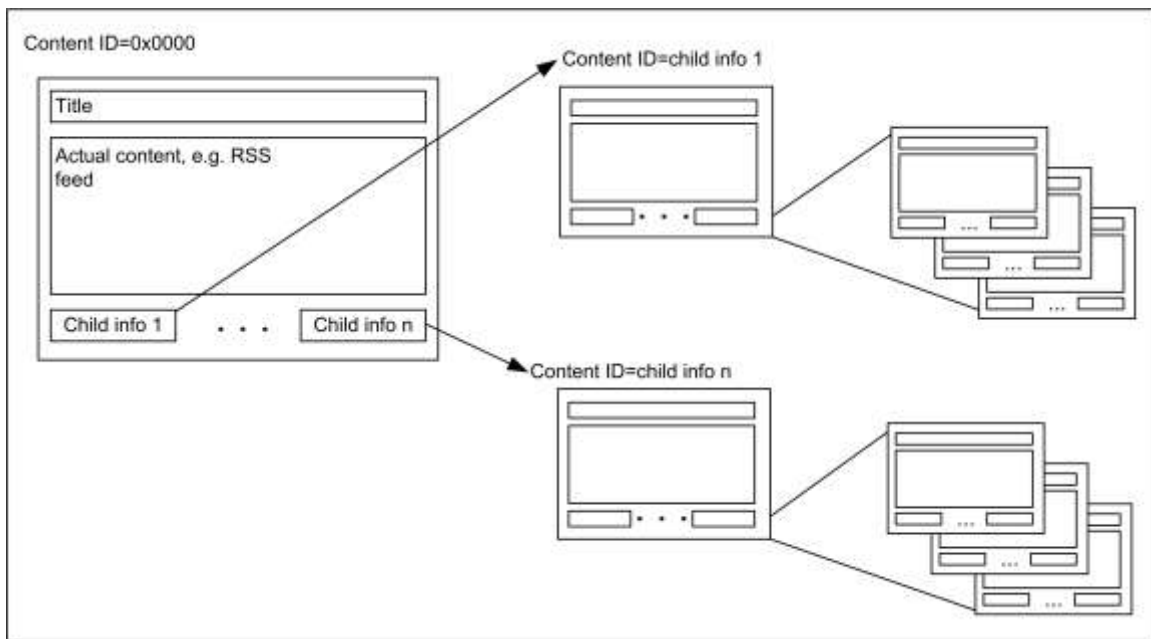 Content ID=0x0000
Title
Actual content, e.g. RSS
feed
Child info 1
. . .
Child info n
Content ID=child info 1
. . .
...
...
...
Content ID=child info n
. . .
...
...
...